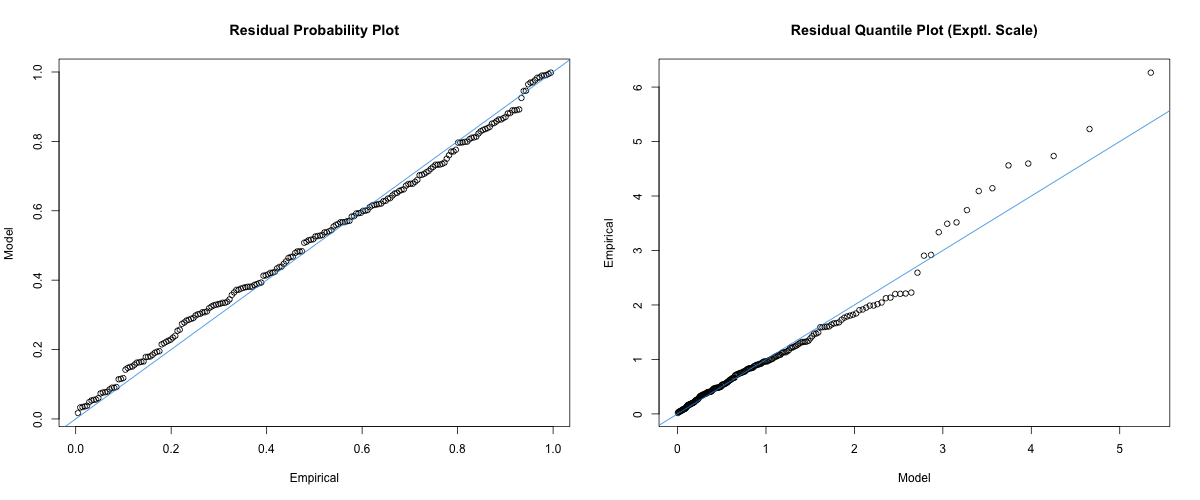 Residual Probability Plot
Model
1.0
0.8
0.6
0.4
0.2
0.0
0.0 0.2 0.4 0.6 0.8 1.0
Empirical
Residual Quantile Plot (Exptl. Scale)
Empirical
6
5
4
3
2
1
0
0 1 2 3 4 5
Model